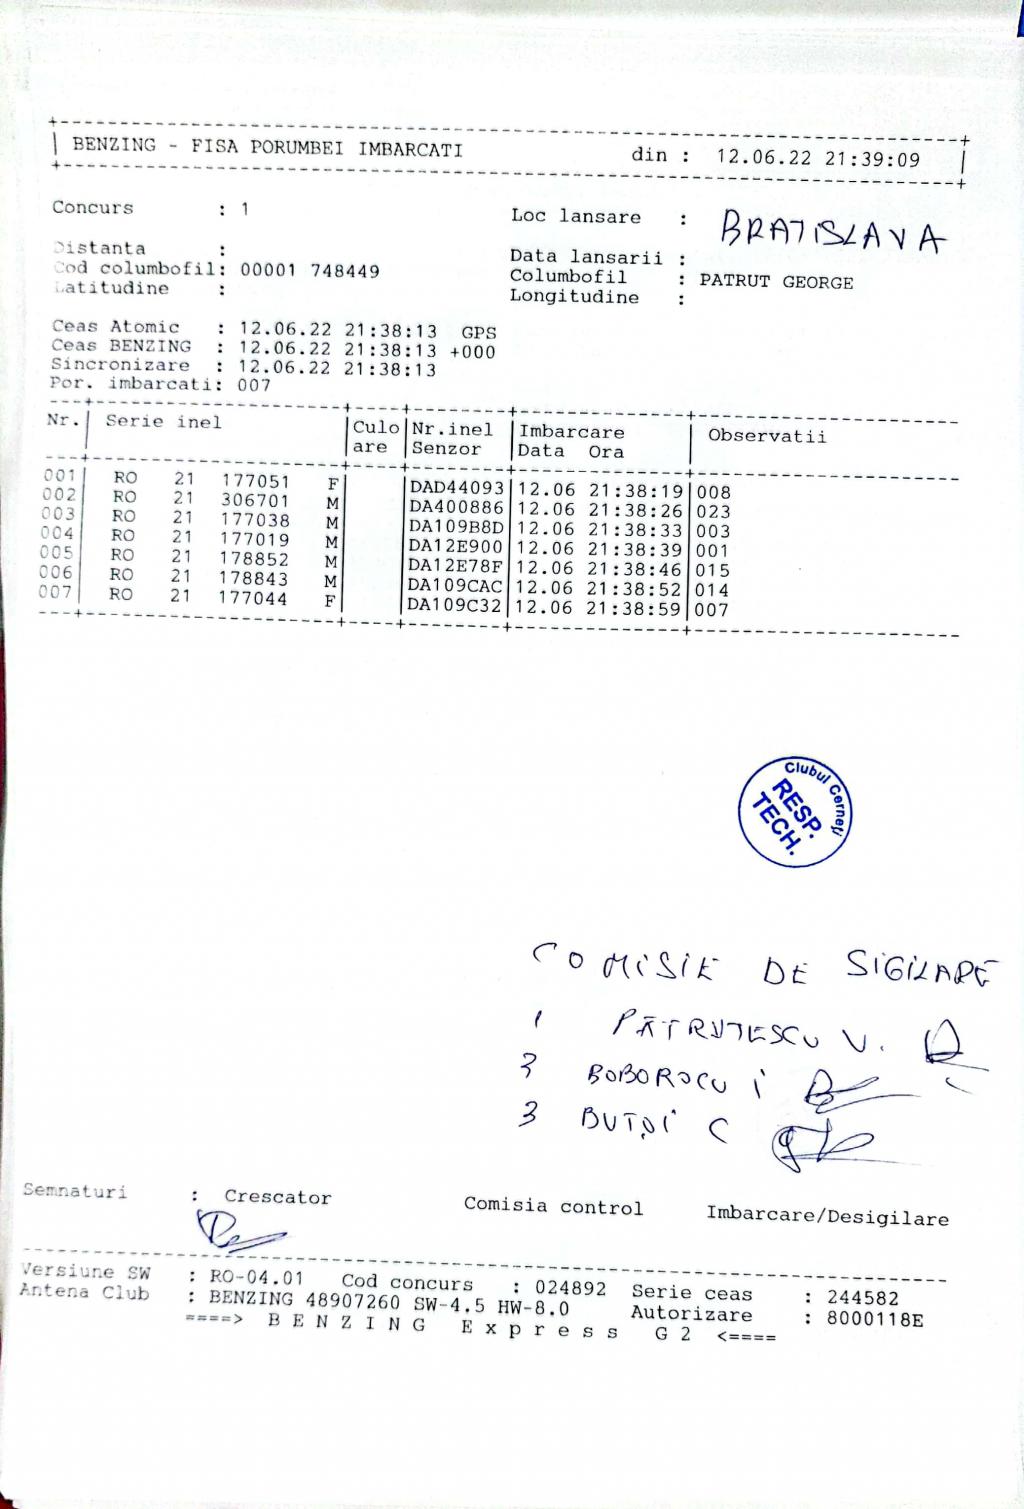 BENZING - FISA PORUMBEI IMBARCATI din : 12.06.22 21:39:09
Concurs : 1 Loc lansare : BRATISLAVA
Distanta : Data lansarii :
Cod columbofil: 00001 748449 Columbofil : PATRUT GEORGE
Latitudine : Longitudine :
Ceas Atomic : 12.06.22 21:38:13 GPS
Ceas BENZING : 12.06.22 21:38:13 +000
Sincronizare : 12.06.22 21:38:13
Por. imbarcati: 007
Nr. Serie inel Culo Nr.inel Imbarcare Observatii
are Senzor Data Ora
001 RO 21 177051 F DAD44093 12.06 21:38:19 008
002 RO 21 306701 M DA400886 12.06 21:38:26 023
003 RO 21 177038 M DA109B8D 12.06 21:38:33 003
004 RO 21 177019 M DA12E900 12.06 21:38:39 001
005 RO 21 178852 M DA12E78F 12.06 21:38:46 015
006 RO 21 178843 M DA109CAC 12.06 21:38:52 014
007 RO 21 177044 F DA109C32 12.06 21:38:59 007
Clubul Cerneți
RESP.
TECH.
COMISIE DE SIGILARE
1 PĂTRUTESCU V.
2 BOBOROCU I
3 BUȚOI C
Semnaturi : Crescator Comisia control Imbarcare/Desigilare
Versiune SW : RO-04.01 Cod concurs : 024892 Serie ceas : 244582
Antena Club : BENZING 48907260 SW-4.5 HW-8.0 Autorizare : 8000118E
====> B E N Z I N G E x p r e s s G 2 <====